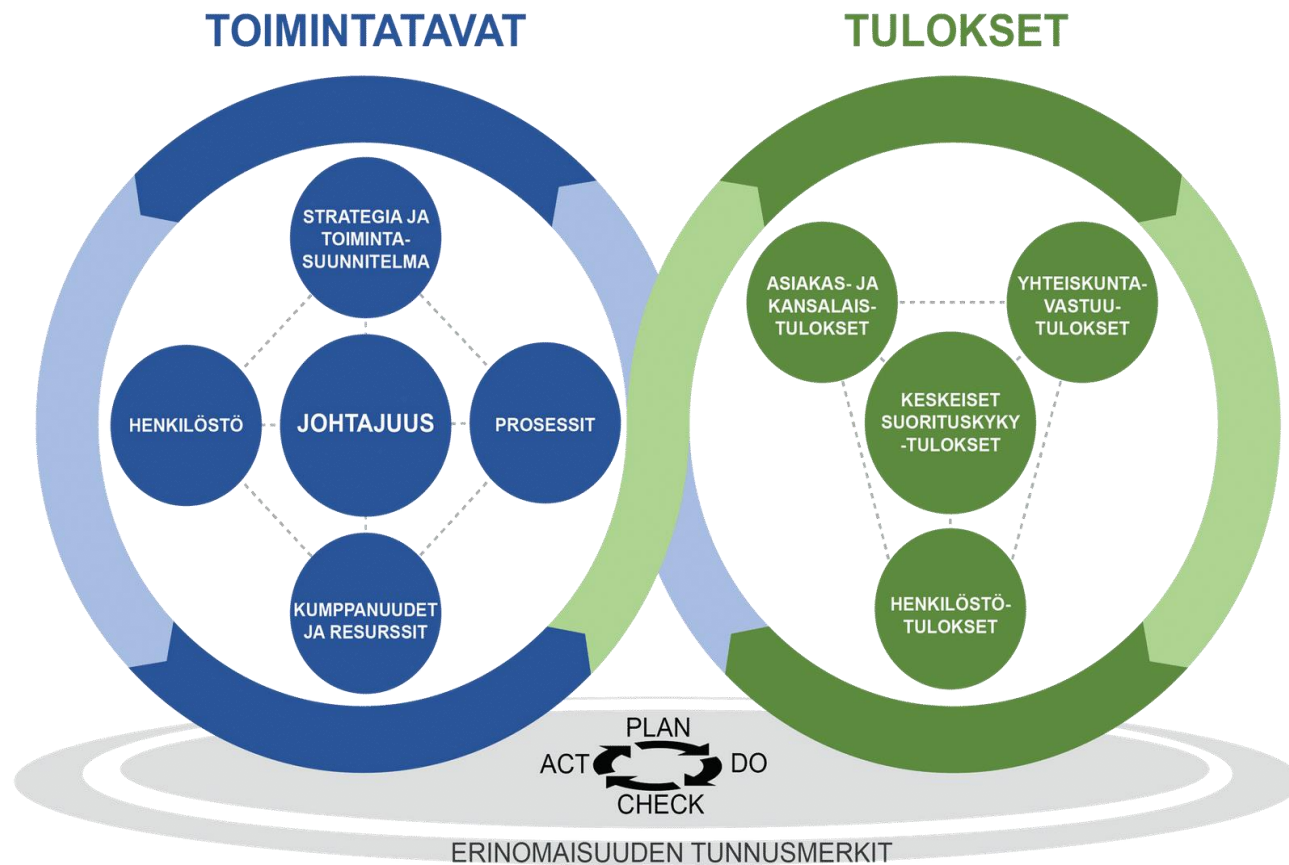 TOIMINTATAVAT
TULOKSET
STRATEGIA JA
TOIMINTA-
SUUNNITELMA
HENKILÖSTÖ
JOHTAJUUS
PROSESSIT
KUMPPANUUDET
JA RESURSSIT
ASIAKAS- JA
KANSALAIS-
TULOKSET
YHTEISKUNTA-
VASTUU-
TULOKSET
KESKEISET
SUORITUSKYKY
-TULOKSET
HENKILÖSTÖ-
TULOKSET
PLAN
ACT
DO
CHECK
ERINOMAISUUDEN TUNNUSMERKIT